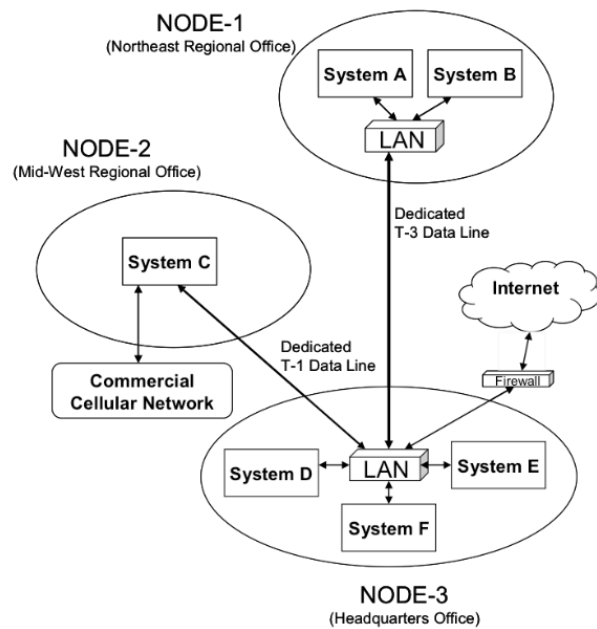 NODE-1
(Northeast Regional Office)
System A
System B
LAN
NODE-2
(Mid-West Regional Office)
Dedicated
T-3 Data Line
System C
Internet
Dedicated
T-1 Data Line
Firewall
Commercial
Cellular Network
System D
LAN
System E
System F
NODE-3
(Headquarters Office)